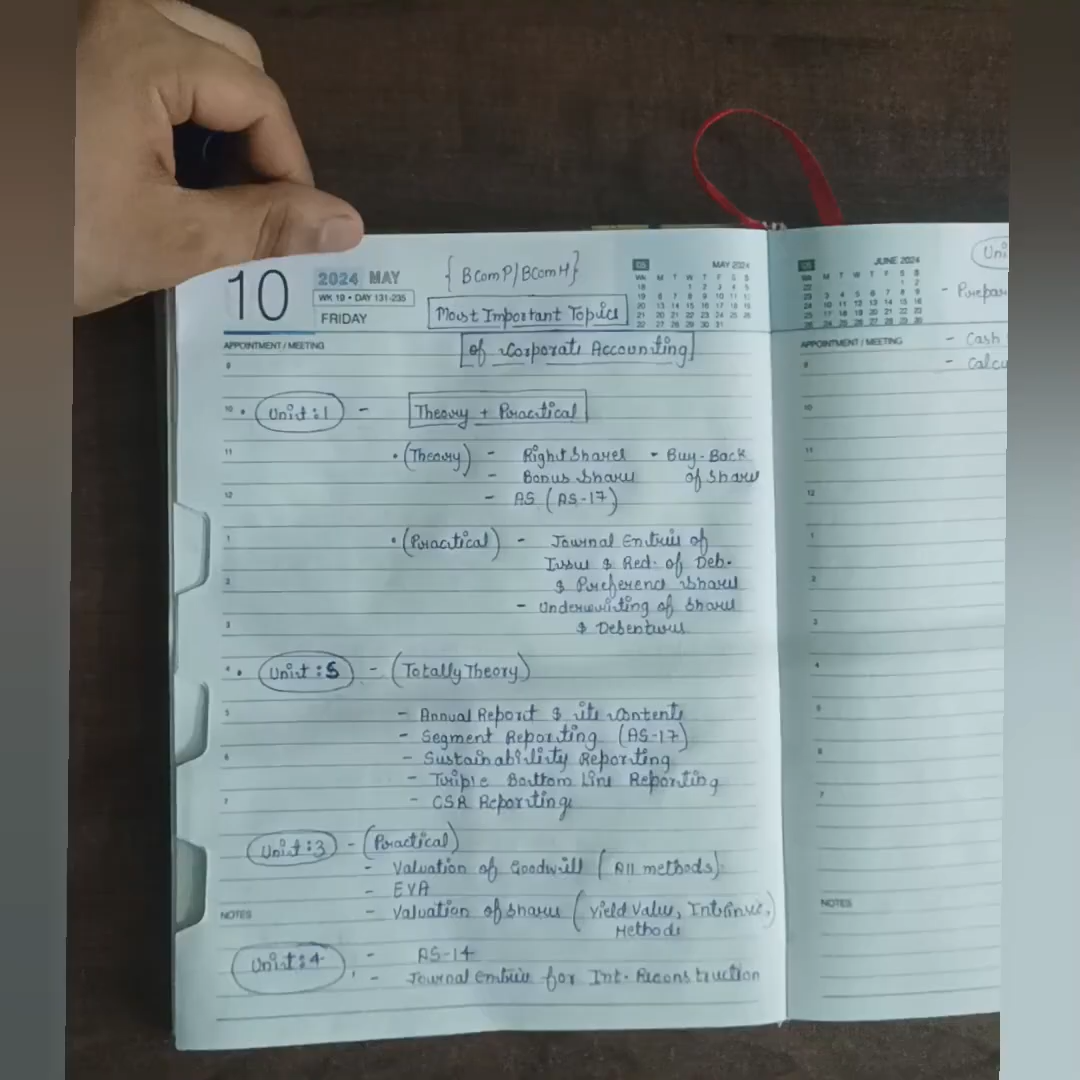 10
2024 MAY
WK 19 • DAY 131-235
FRIDAY
{BComP/BComH}
Most Important Topics
of Corporate Accounting
MAY 2024
APPOINTMENT / MEETING
• Unit:1 - Theory + Practical
• (Theory) - Right Shares - Buy-Back
- Bonus Shares of Shares
- AS (AS-17)
• (Practical) - Journal Entries of
Issue & Red. of Deb.
& Preference Shares
- Underwriting of Shares
& Debentures
• Unit:5 - (Totally Theory)
- Annual Report & its contents
- Segment Reporting (AS-17)
- Sustainability Reporting
- Triple Bottom Line Reporting
- CSR Reporting
Unit:3 - (Practical)
- Valuation of Goodwill (All methods)
- EVA
- Valuation of Shares (Yield Value, Intrinsic,
Methods
NOTES
Unit:4 - AS-14
- Journal entries for Int. Reconstruction
JUNE 2024
Uni
- Prepar
APPOINTMENT / MEETING
- Cash
- Calcu
NOTES